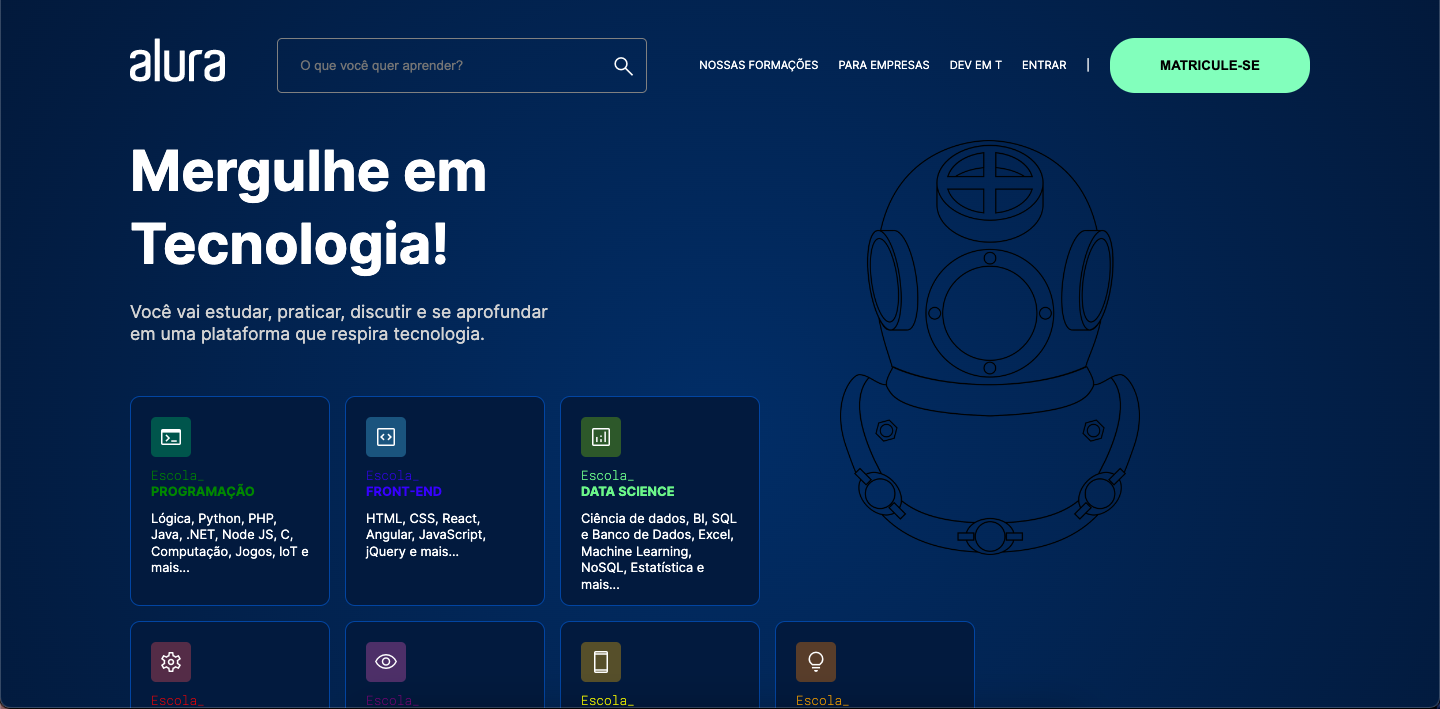 alura
O que você quer aprender?
NOSSAS FORMAÇÕES
PARA EMPRESAS
DEV EM T
ENTRAR
|
MATRICULE-SE
Mergulhe em
Tecnologia!
Você vai estudar, praticar, discutir e se aprofundar
em uma plataforma que respira tecnologia.
Escola_
PROGRAMAÇÃO
Lógica, Python, PHP,
Java, .NET, Node JS, C,
Computação, Jogos, IoT e
mais...
Escola_
FRONT-END
HTML, CSS, React,
Angular, JavaScript,
jQuery e mais...
Escola_
DATA SCIENCE
Ciência de dados, BI, SQL
e Banco de Dados, Excel,
Machine Learning,
NoSQL, Estatística e
mais...
Escola_
Escola_
Escola_
Escola_